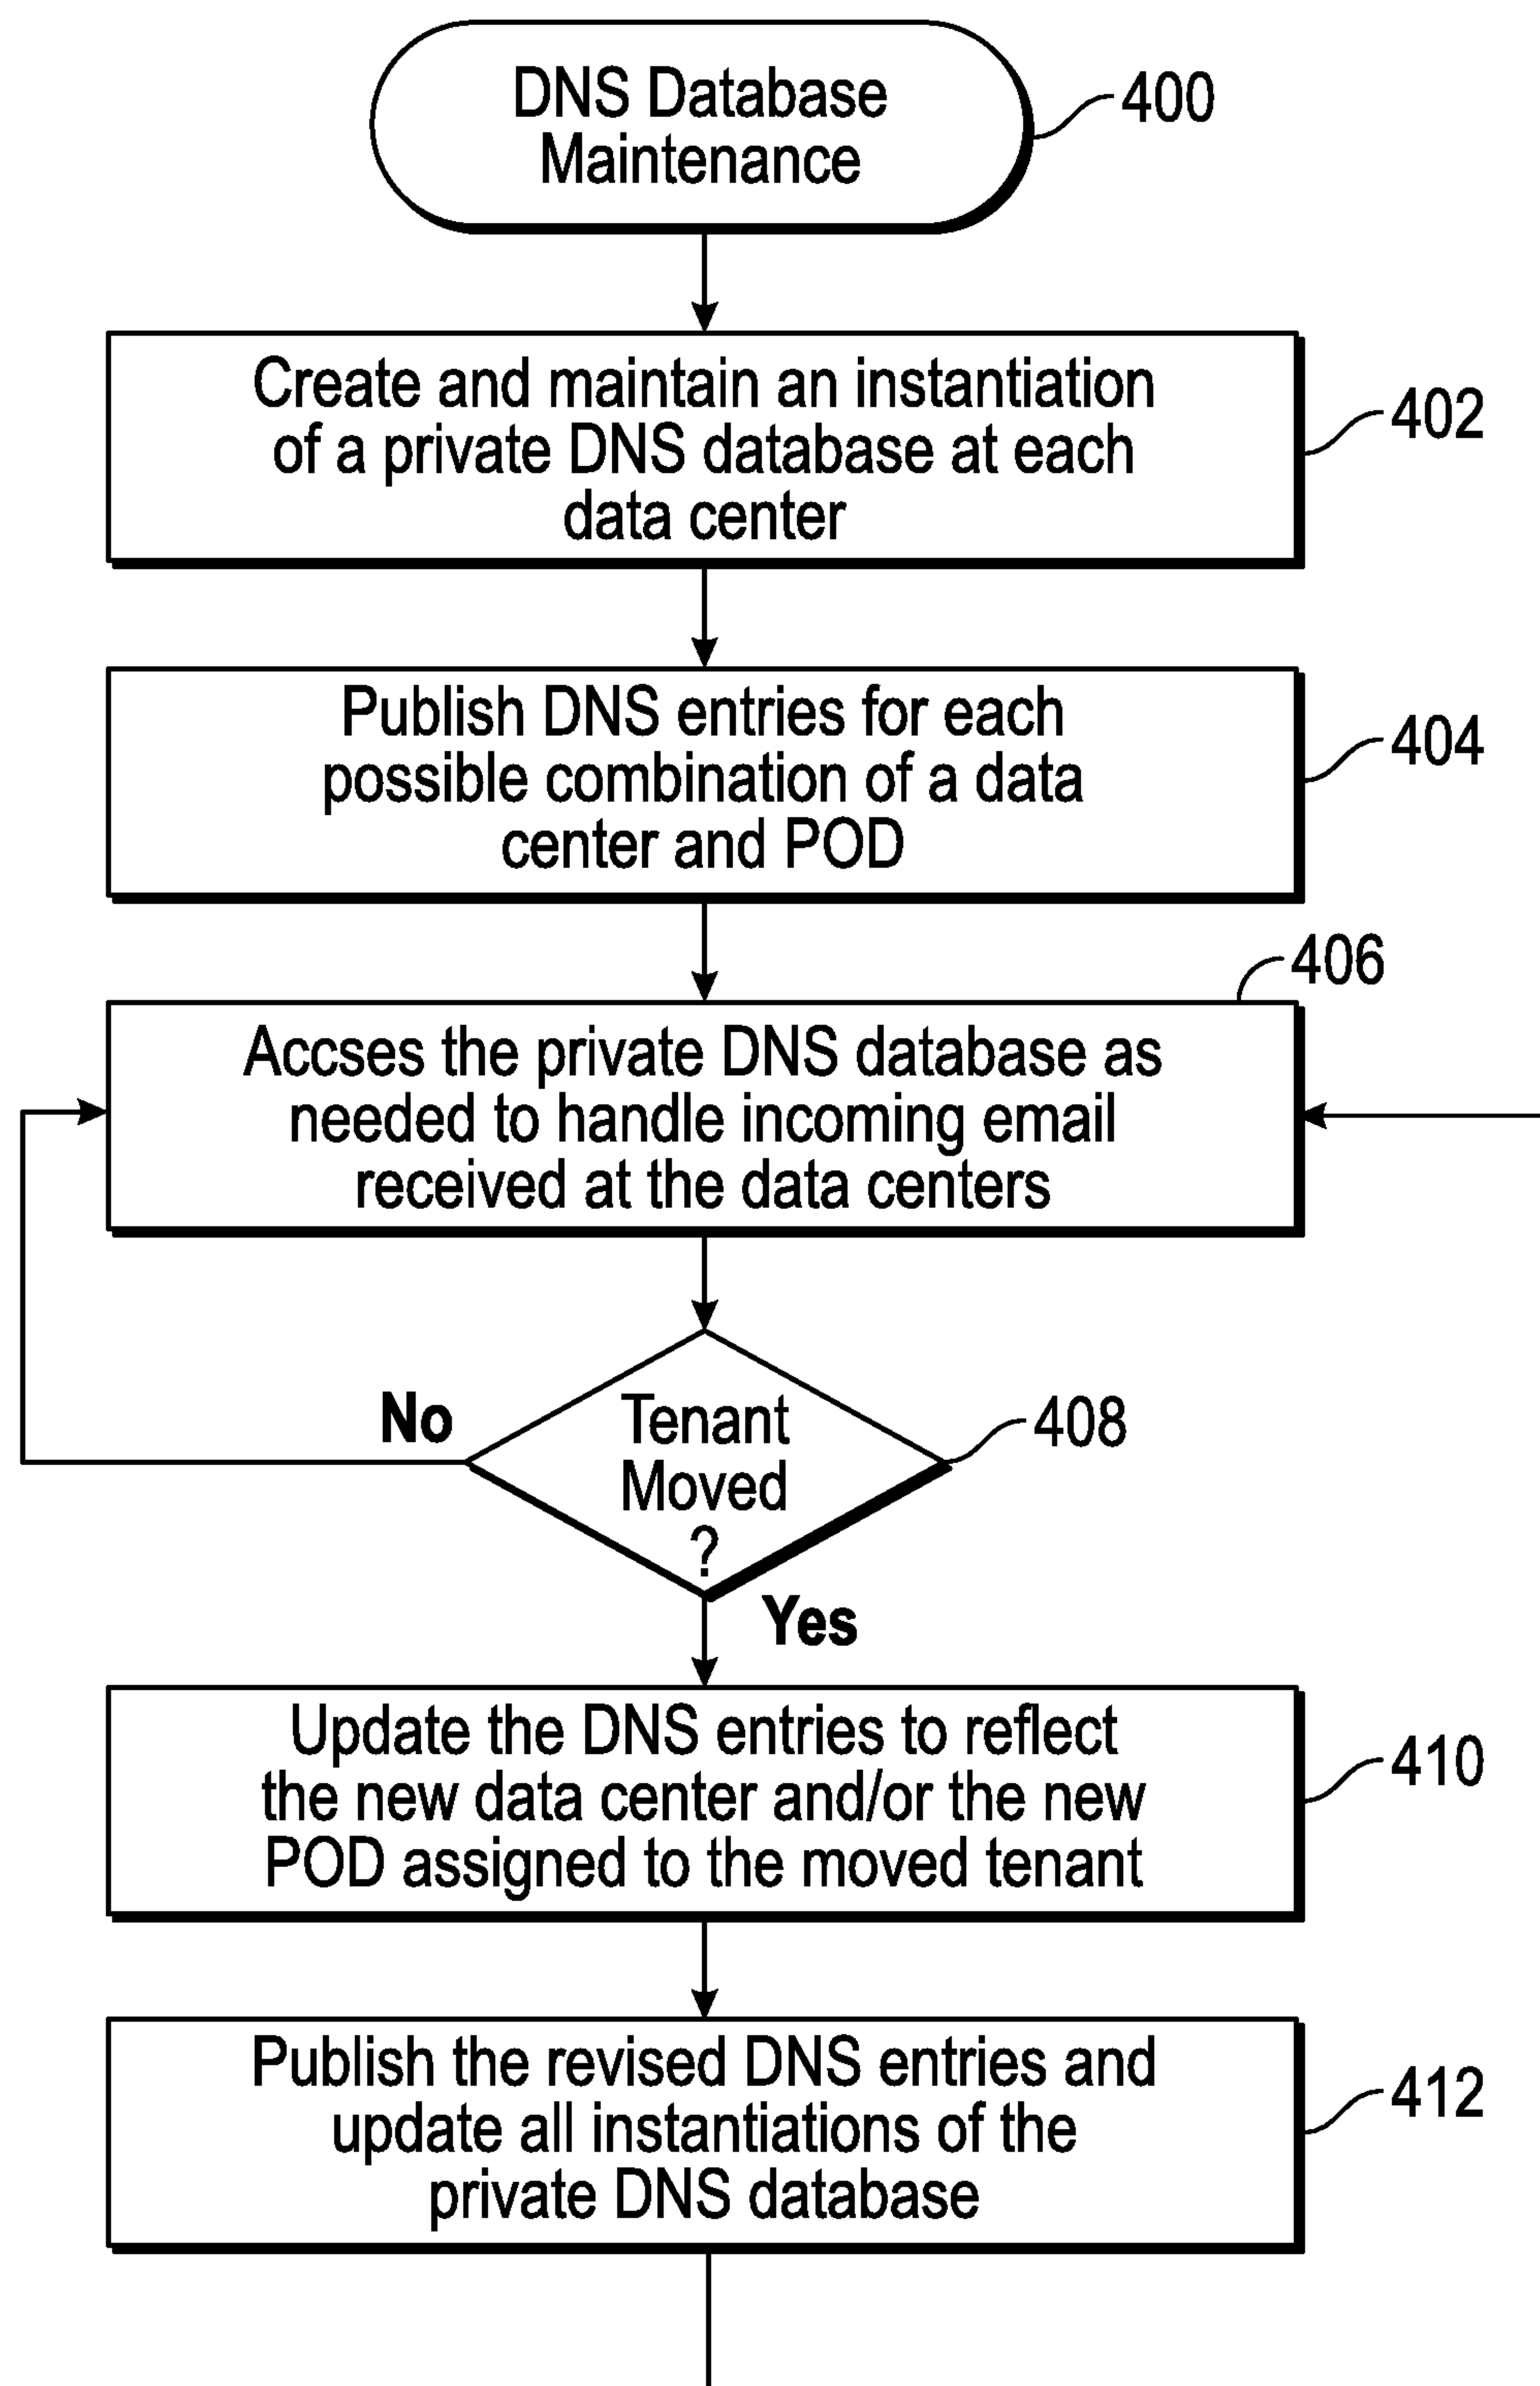 DNS Database
Maintenance
400
Create and maintain an instantiation
of a private DNS database at each
data center
402
Publish DNS entries for each
possible combination of a data
center and POD
404
406
Accses the private DNS database as
needed to handle incoming email
received at the data centers
No
Tenant
Moved
?
408
Yes
Update the DNS entries to reflect
the new data center and/or the new
POD assigned to the moved tenant
410
Publish the revised DNS entries and
update all instantiations of the
private DNS database
412